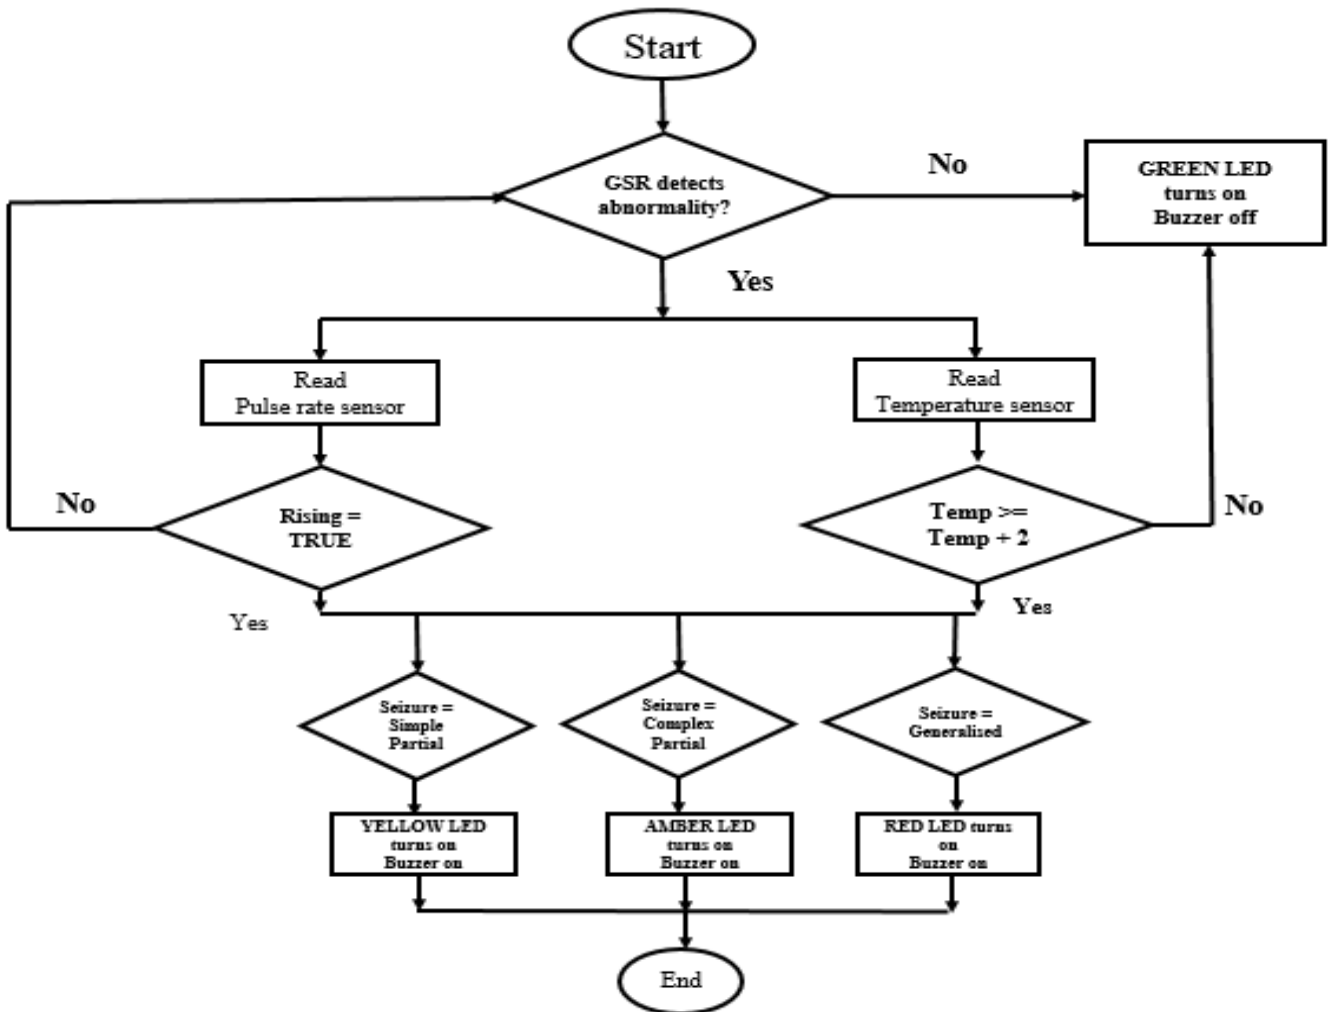 Start
GSR detects
abnormality?
No
GREEN LED
turns on
Buzzer off
Yes
Read
Pulse rate sensor
Read
Temperature sensor
No
Rising =
TRUE
Temp >=
Temp + 2
No
Yes
Yes
Seizure =
Simple
Partial
Seizure =
Complex
Partial
Seizure =
Generalised
YELLOW LED
turns on
Buzzer on
AMBER LED
turns on
Buzzer on
RED LED turns
on
Buzzer on
End